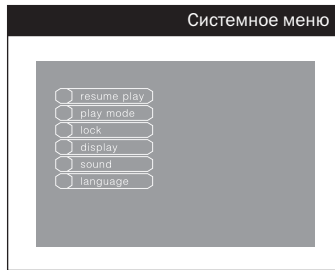 Системное меню
resume play
play mode
lock
display
sound
language